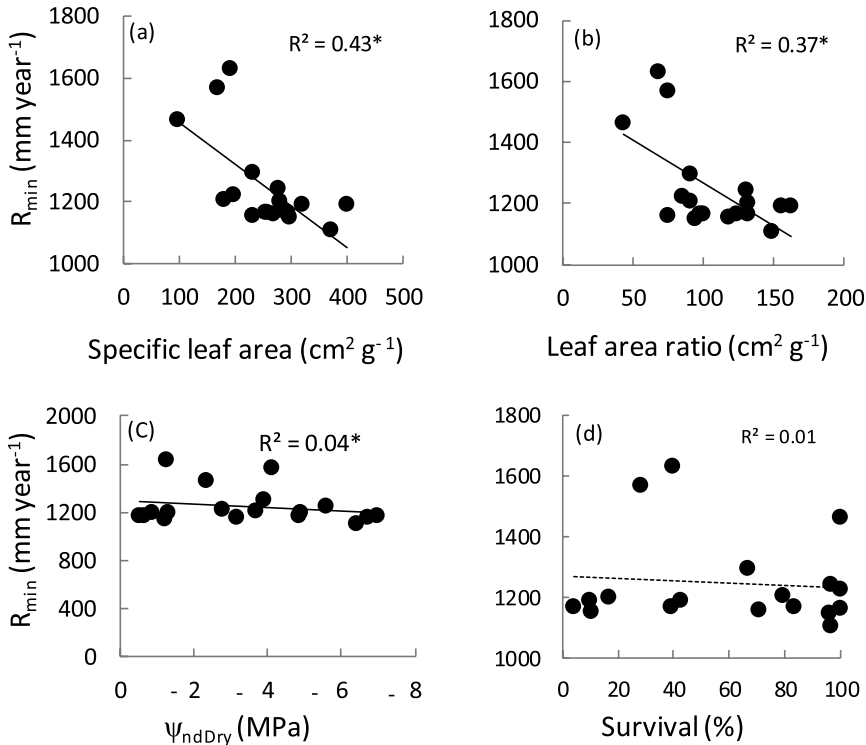 (a)
R² = 0.43*
1800
1600
1400
1200
1000
R_min (mm year⁻¹)
0 100 200 300 400 500
Specific leaf area (cm² g⁻¹)
(b)
R² = 0.37*
1800
1600
1400
1200
1000
0 50 100 150 200
Leaf area ratio (cm² g⁻¹)
(C)
R² = 0.04*
2000
1600
1200
800
400
0
R_min (mm year⁻¹)
0 - 2 - 4 - 6 - 8
ψ_ndDry (MPa)
(d)
R² = 0.01
1800
1600
1400
1200
1000
0 20 40 60 80 100
Survival (%)